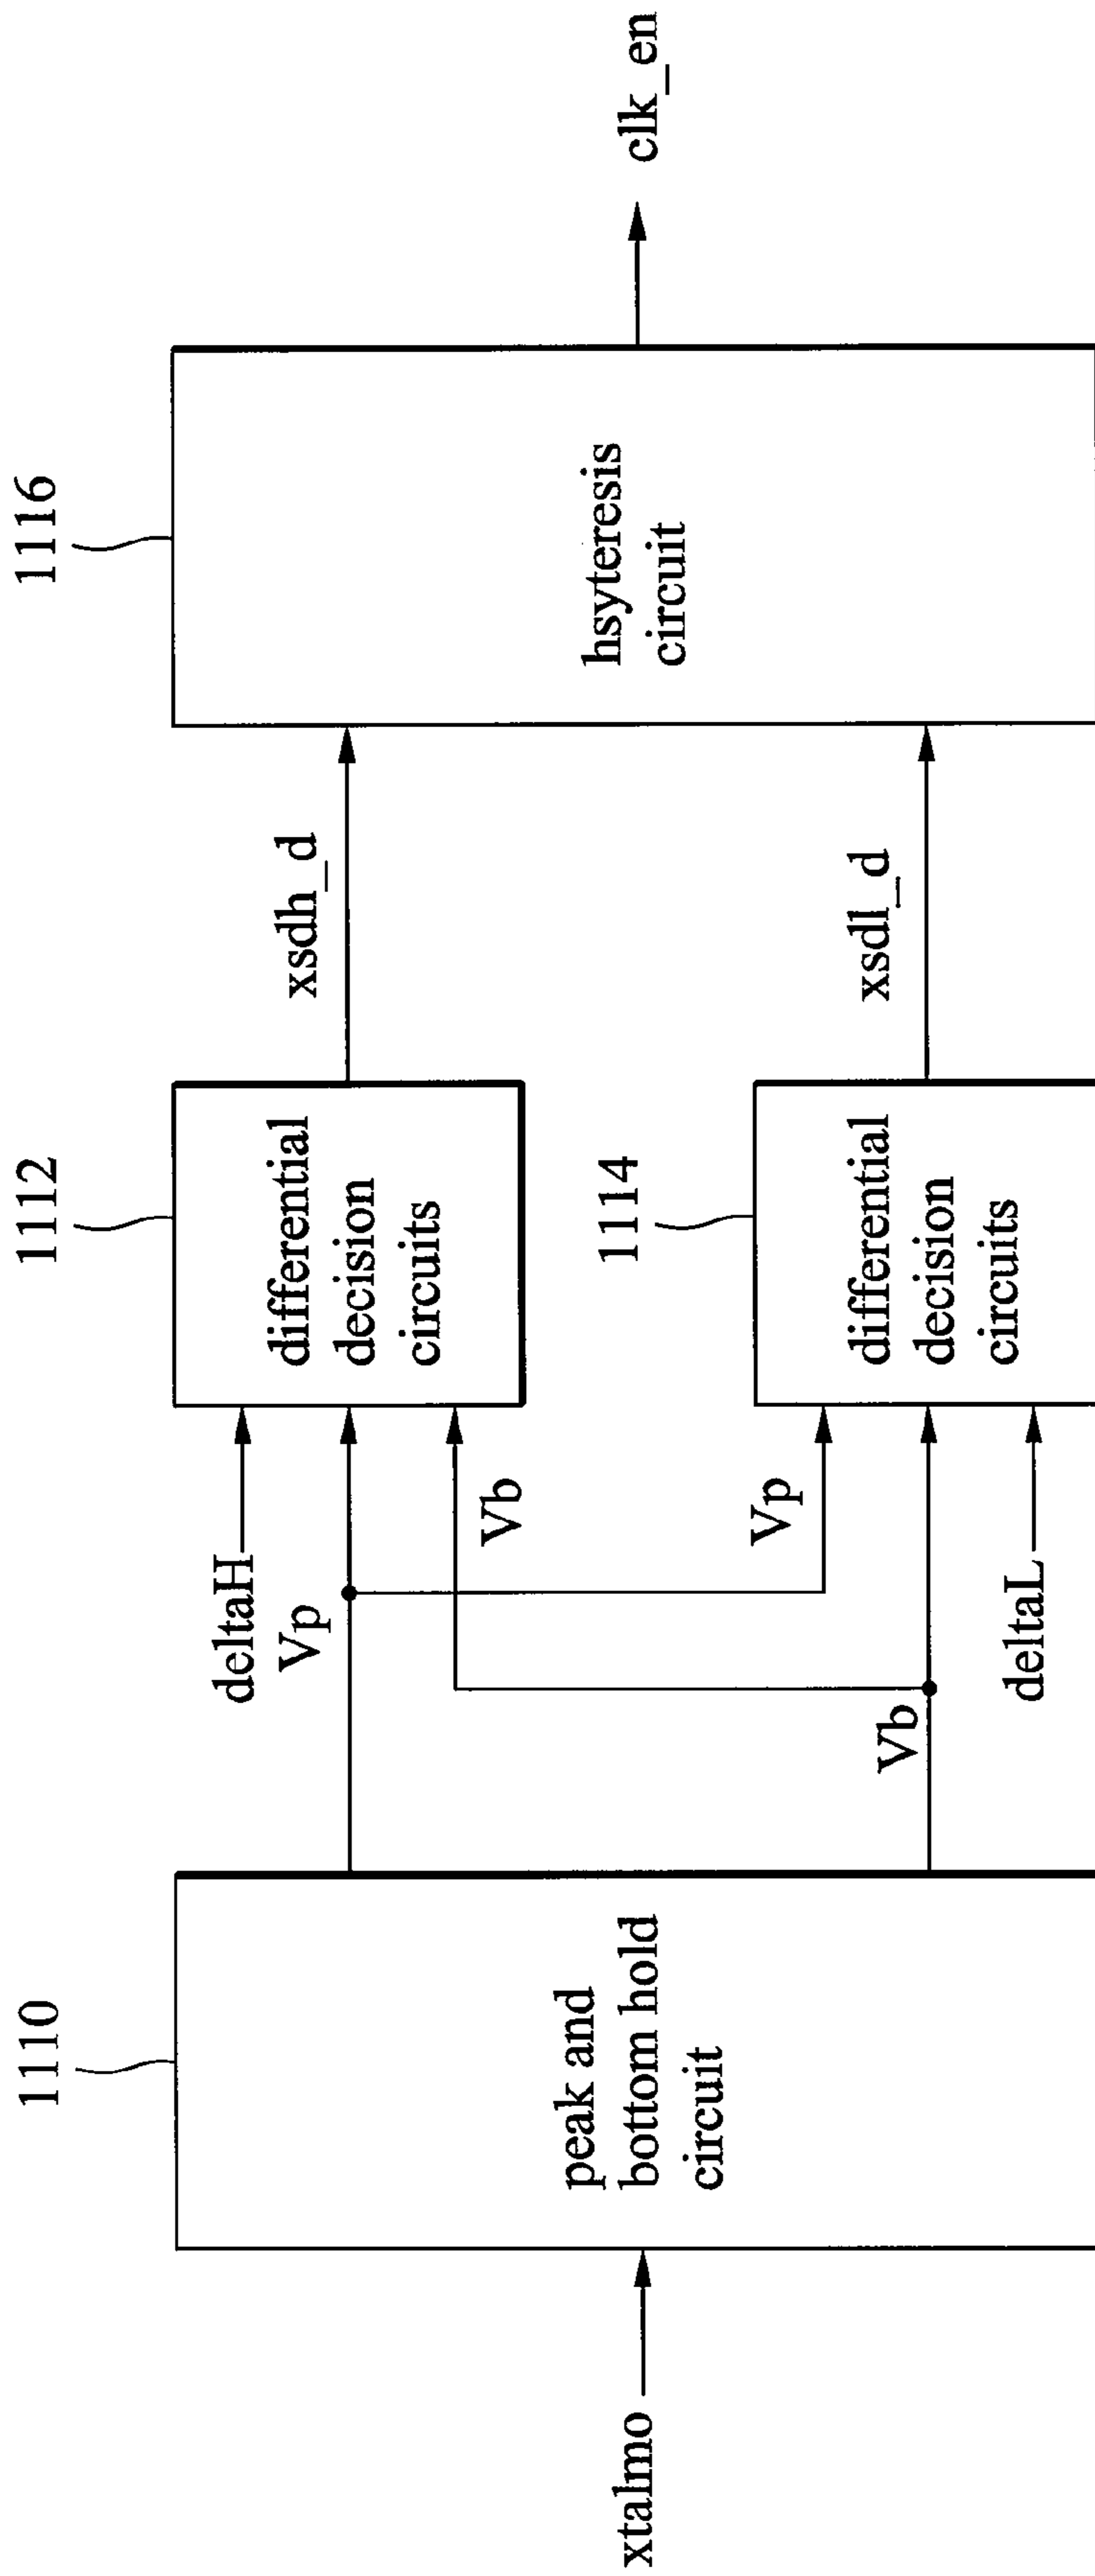 1110
1112
1116
xtalmo
peak and
bottom hold
circuit
deltaH
Vp
Vb
differential
decision
circuits
xsdh_d
1114
Vb
Vp
deltaL
differential
decision
circuits
xsdl_d
hsyteresis
circuit
clk_en